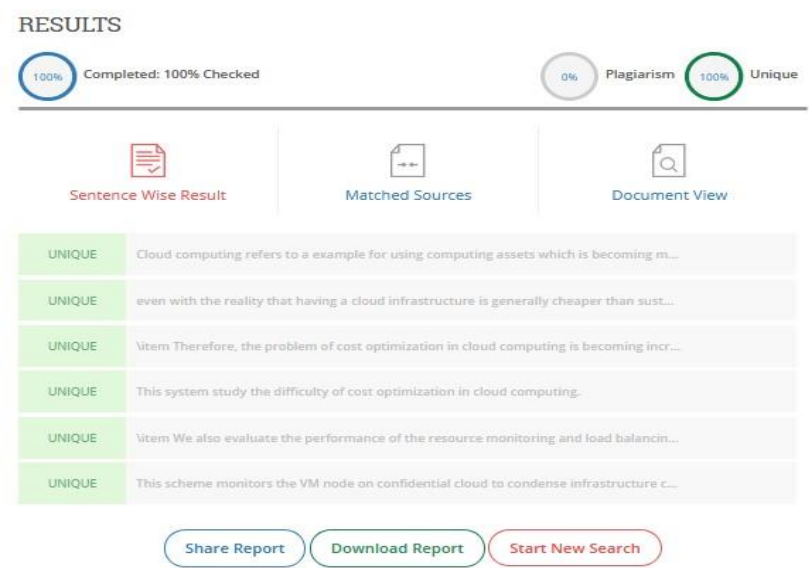 RESULTS
100% Completed: 100% Checked 0% Plagiarism 100% Unique
Sentence Wise Result Matched Sources Document View
UNIQUE Cloud computing refers to a example for using computing assets which is becoming m...
UNIQUE even with the reality that having a cloud infrastructure is generally cheaper than sust...
UNIQUE \item Therefore, the problem of cost optimization in cloud computing is becoming incr...
UNIQUE This system study the difficulty of cost optimization in cloud computing.
UNIQUE \item We also evaluate the performance of the resource monitoring and load balancin...
UNIQUE This scheme monitors the VM node on confidential cloud to condense infrastructure c...
Share Report Download Report Start New Search